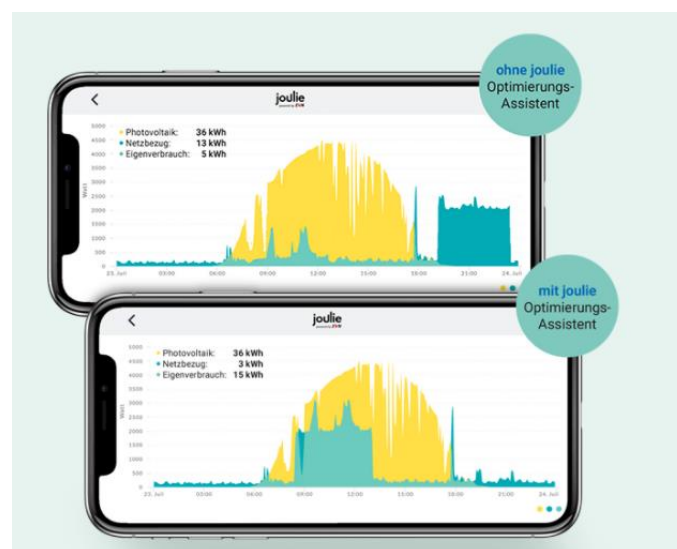 ohne joulie
Optimierungs-
Assistent
joulie
5000
4500
4000
3500
3000
2500
2000
1500
1000
500
0
Watt
Photovoltaik: 36 kWh
Netzbezug: 13 kWh
Eigenverbrauch: 5 kWh
23. Juli 03:00 06:00 09:00 12:00 15:00 18:00 21:00 24. Juli
mit joulie
Optimierungs-
Assistent
joulie
5000
4500
4000
3500
3000
2500
2000
1500
1000
500
0
Watt
Photovoltaik: 36 kWh
Netzbezug: 3 kWh
Eigenverbrauch: 15 kWh
23. Juli 03:00 06:00 09:00 12:00 15:00 18:00 21:00 24. Juli